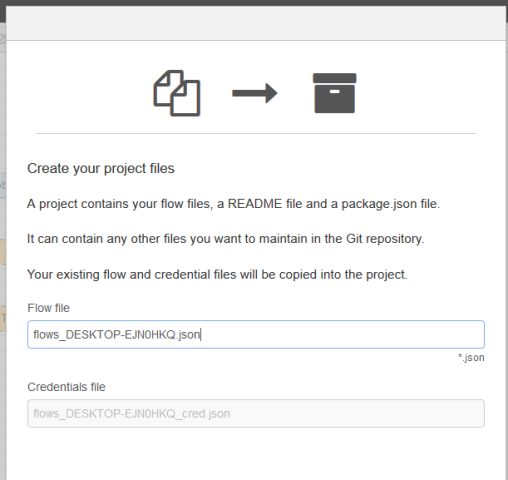 Create your project files
A project contains your flow files, a README file and a package.json file.
It can contain any other files you want to maintain in the Git repository.
Your existing flow and credential files will be copied into the project.
Flow file
flows_DESKTOP-EJN0HKQ.json
*.json
Credentials file
flows_DESKTOP-EJN0HKQ_cred.json